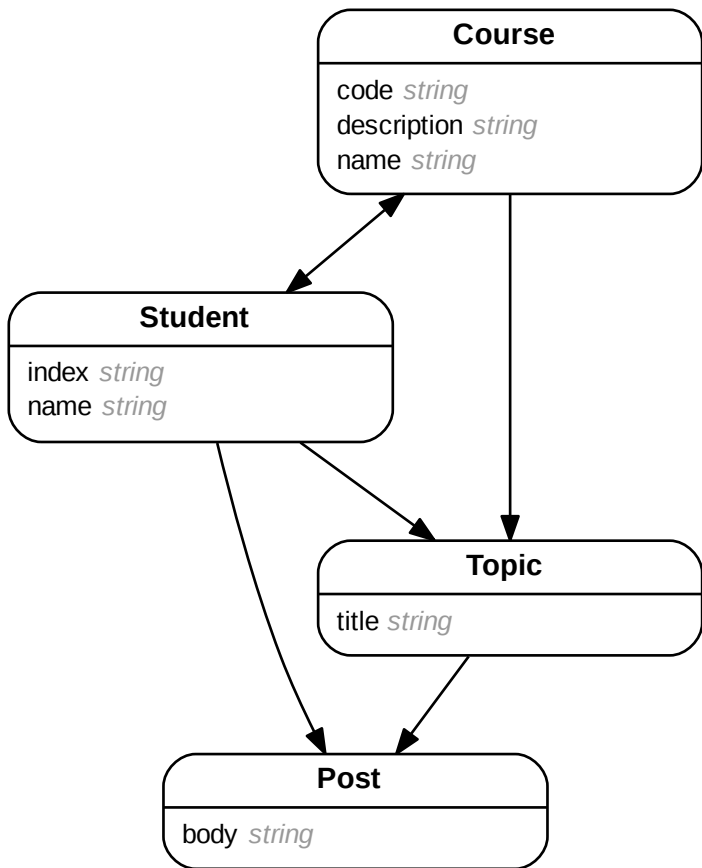 Course
code string
description string
name string
Student
index string
name string
Topic
title string
Post
body string